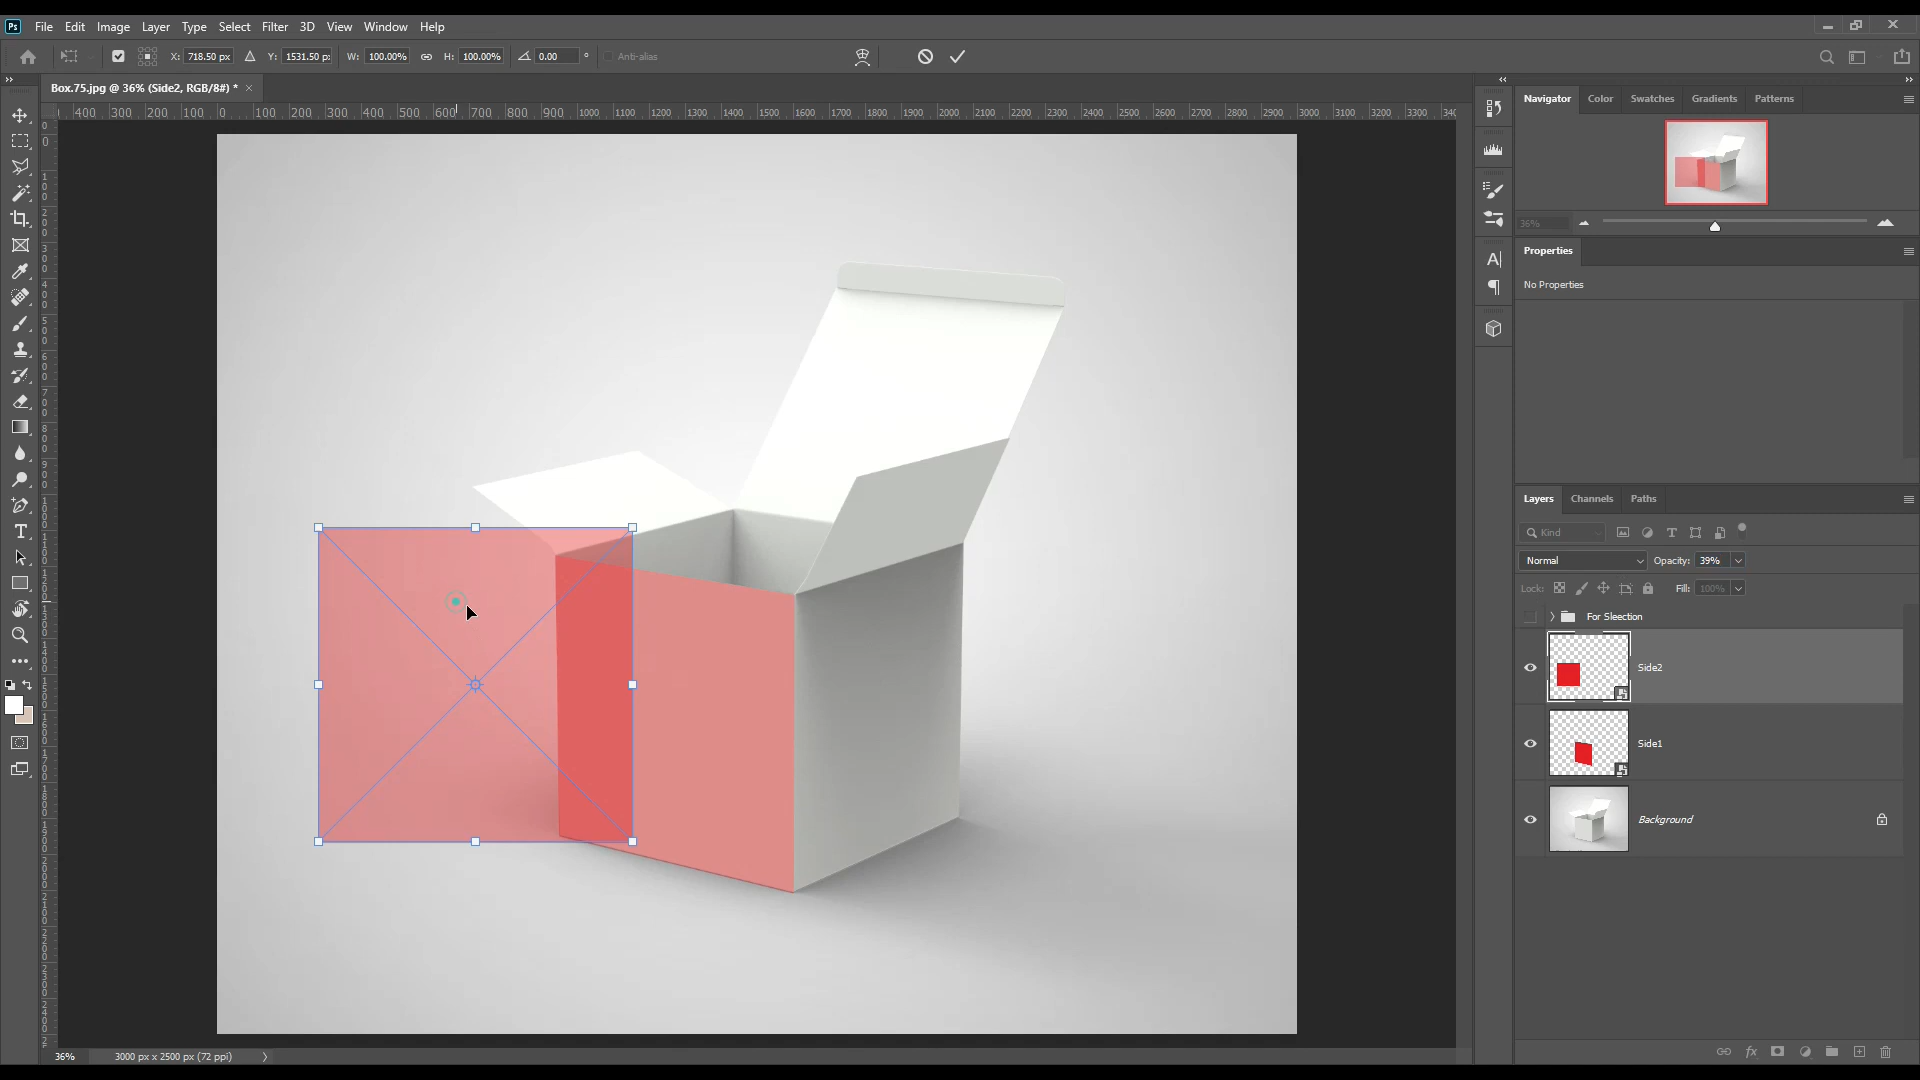 Ps File Edit Image Layer Type Select Filter 3D View Window Help
X: 718.50 px Y: 1531.50 p: W: 100.00% H: 100.00% 0.00 ° Anti-alias
Box.75.jpg @ 36% (Side2, RGB/8#) * ×
400 300 200 100 0 100 200 300 400 500 600 700 800 900 1000 1100 1200 1300 1400 1500 1600 1700 1800 1900 2000 2100 2200 2300 2400 2500 2600 2700 2800 2900 3000 3100 3200 3300 340
Navigator Color Swatches Gradients Patterns
36%
Properties
No Properties
Layers Channels Paths
Kind
Normal Opacity: 39%
Lock: Fill: 100%
For Sleection
Side2
Side1
Background
36% 3000 px x 2500 px (72 ppi)